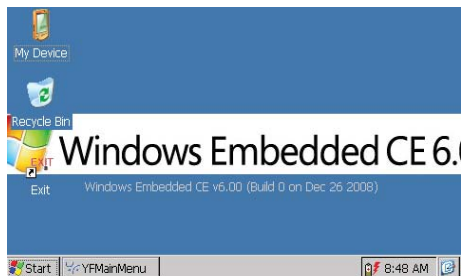 My Device
Recycle Bin
EXIT
Windows Embedded CE 6.0
Exit
Windows Embedded CE v6.00 (Build 0 on Dec 26 2008)
Start
YFMainMenu
8:48 AM